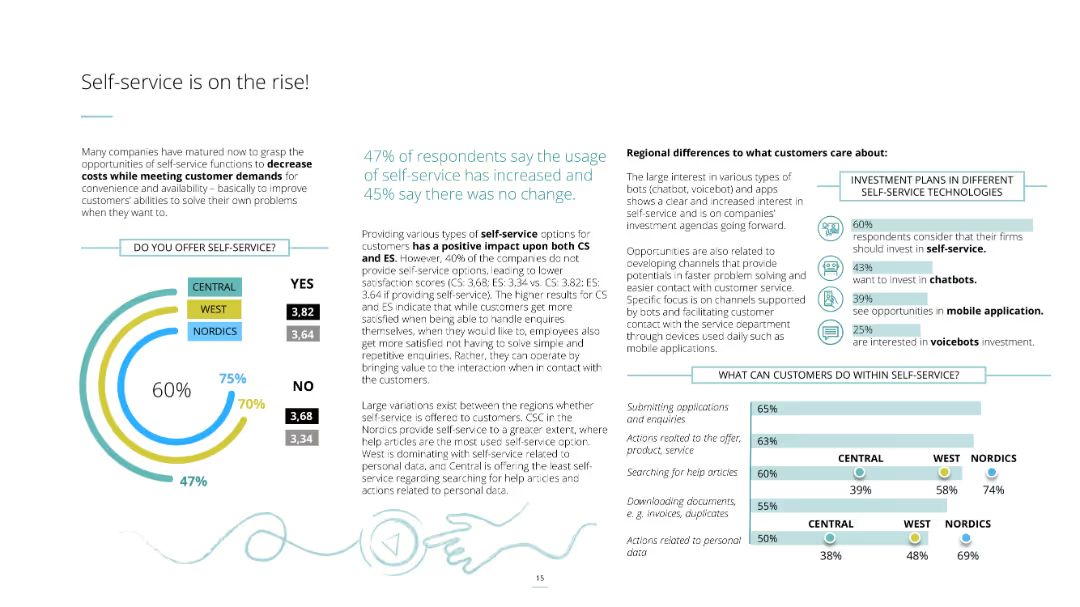 Self-service is on the rise!
Many companies have matured now to grasp the
opportunities of self-service functions to decrease
costs while meeting customer demands for
convenience and availability – basically to improve
customers' abilities to solve their own problems
when they want to.
DO YOU OFFER SELF-SERVICE?
CENTRAL
WEST
NORDICS
YES
3,82
3,64
60%
75%
70%
47%
NO
3,68
3,34
47% of respondents say the usage
of self-service has increased and
45% say there was no change.
Providing various types of self-service options for
customers has a positive impact upon both CS
and ES. However, 40% of the companies do not
provide self-service options, leading to lower
satisfaction scores (CS: 3,68; ES: 3.34 vs. CS: 3.82; ES:
3.64 if providing self-service). The higher results for CS
and ES indicate that while customers get more
satisfied when being able to handle enquires
themselves, when they would like to, employees also
get more satisfied not having to solve simple and
repetitive enquiries. Rather, they can operate by
bringing value to the interaction when in contact with
the customers.
Large variations exist between the regions whether
self-service is offered to customers. CSC in the
Nordics provide self-service to a greater extent, where
help articles are the most used self-service option.
West is dominating with self-service related to
personal data, and Central is offering the least self-
service regarding searching for help articles and
actions related to personal data.
Regional differences to what customers care about:
The large interest in various types of
bots (chatbot, voicebot) and apps
shows a clear and increased interest in
self-service and is on companies'
investment agendas going forward.
Opportunities are also related to
developing channels that provide
potentials in faster problem solving and
easier contact with customer service.
Specific focus is on channels supported
by bots and facilitating customer
contact with the service department
through devices used daily such as
mobile applications.
INVESTMENT PLANS IN DIFFERENT
SELF-SERVICE TECHNOLOGIES
60%
respondents consider that their firms
should invest in self-service.
43%
want to invest in chatbots.
39%
see opportunities in mobile application.
25%
are interested in voicebots investment.
WHAT CAN CUSTOMERS DO WITHIN SELF-SERVICE?
Submitting applications
and enquiries
65%
Actions realted to the offer,
product, service
63%
CENTRAL WEST NORDICS
Searching for help articles
60%
39% 58% 74%
Downloading documents,
e. g. invoices, duplicates
55%
CENTRAL WEST NORDICS
Actions related to personal
data
50%
38% 48% 69%
15